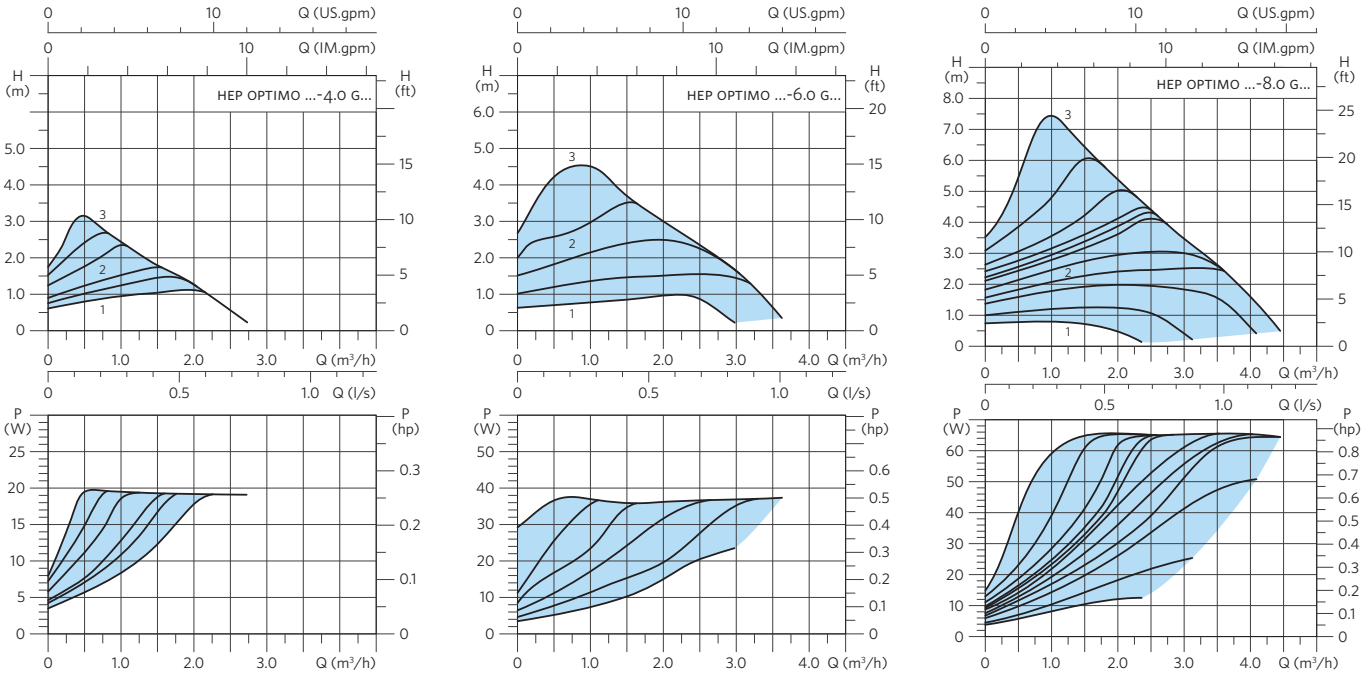 0 10 Q (US.gpm)
0 10 Q (IM.gpm)
H (m) H (ft)
HEP OPTIMO ...-4.0 G...
6.0
5.0 15
4.0
3.0 10
2.0 5
1.0
0 0
3
2
1
1.0 2.0 3.0 Q (m³/h)
0 0.5 1.0 Q (l/s)
P (W) P (hp)
25
0.3
20
15 0.2
10 0.1
5
0 0
0 1.0 2.0 3.0 Q (m³/h)
0 10 Q (US.gpm)
0 10 Q (IM.gpm)
H (m) H (ft)
HEP OPTIMO ...-6.0 G...
6.0 20
5.0 15
4.0
3.0 10
2.0 5
1.0
0 0
3
2
1
1.0 2.0 3.0 4.0 Q (m³/h)
0 0.5 1.0 Q (l/s)
P (W) P (hp)
50 0.6
40 0.5
30 0.4
0.3
20 0.2
10 0.1
0 0
0 1.0 2.0 3.0 4.0 Q (m³/h)
0 10 Q (US.gpm)
0 10 Q (IM.gpm)
H (m) H (ft)
HEP OPTIMO ...-8.0 G...
8.0 25
7.0
6.0 20
5.0 15
4.0
3.0 10
2.0 5
1.0
0 0
3
2
1
0 1.0 2.0 3.0 4.0 Q (m³/h)
0 0.5 1.0 Q (l/s)
P (W) P (hp)
60 0.8
0.7
50 0.6
40 0.5
30 0.4
0.3
20 0.2
10 0.1
0 0
0 1.0 2.0 3.0 4.0 Q (m³/h)